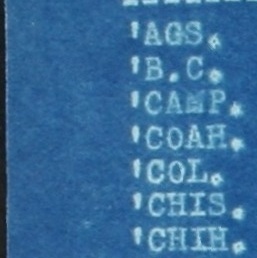 'AGS.
'B.C.
'CAMP.
'COAH.
'COL.
'CHIS.
'CHIH.